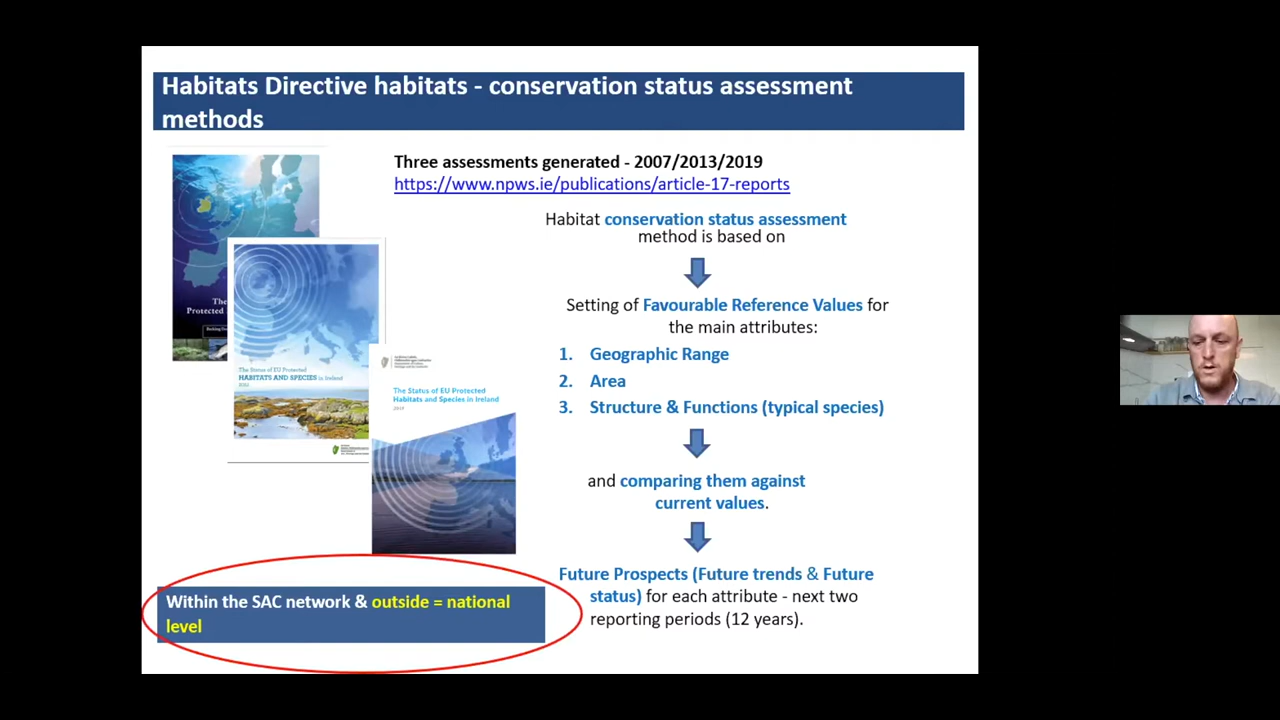 Habitats Directive habitats - conservation status assessment
methods
Three assessments generated - 2007/2013/2019
https://www.npws.ie/publications/article-17-reports
Habitat conservation status assessment
method is based on
Setting of Favourable Reference Values for
the main attributes:
1. Geographic Range
2. Area
3. Structure & Functions (typical species)
and comparing them against
current values.
Future Prospects (Future trends & Future
status) for each attribute - next two
reporting periods (12 years).
The
Protected
The Status of EU Protected
HABITATS AND SPECIES in Ireland
The Status of EU Protected
Habitats and Species in Ireland
2019
Within the SAC network & outside = national
level